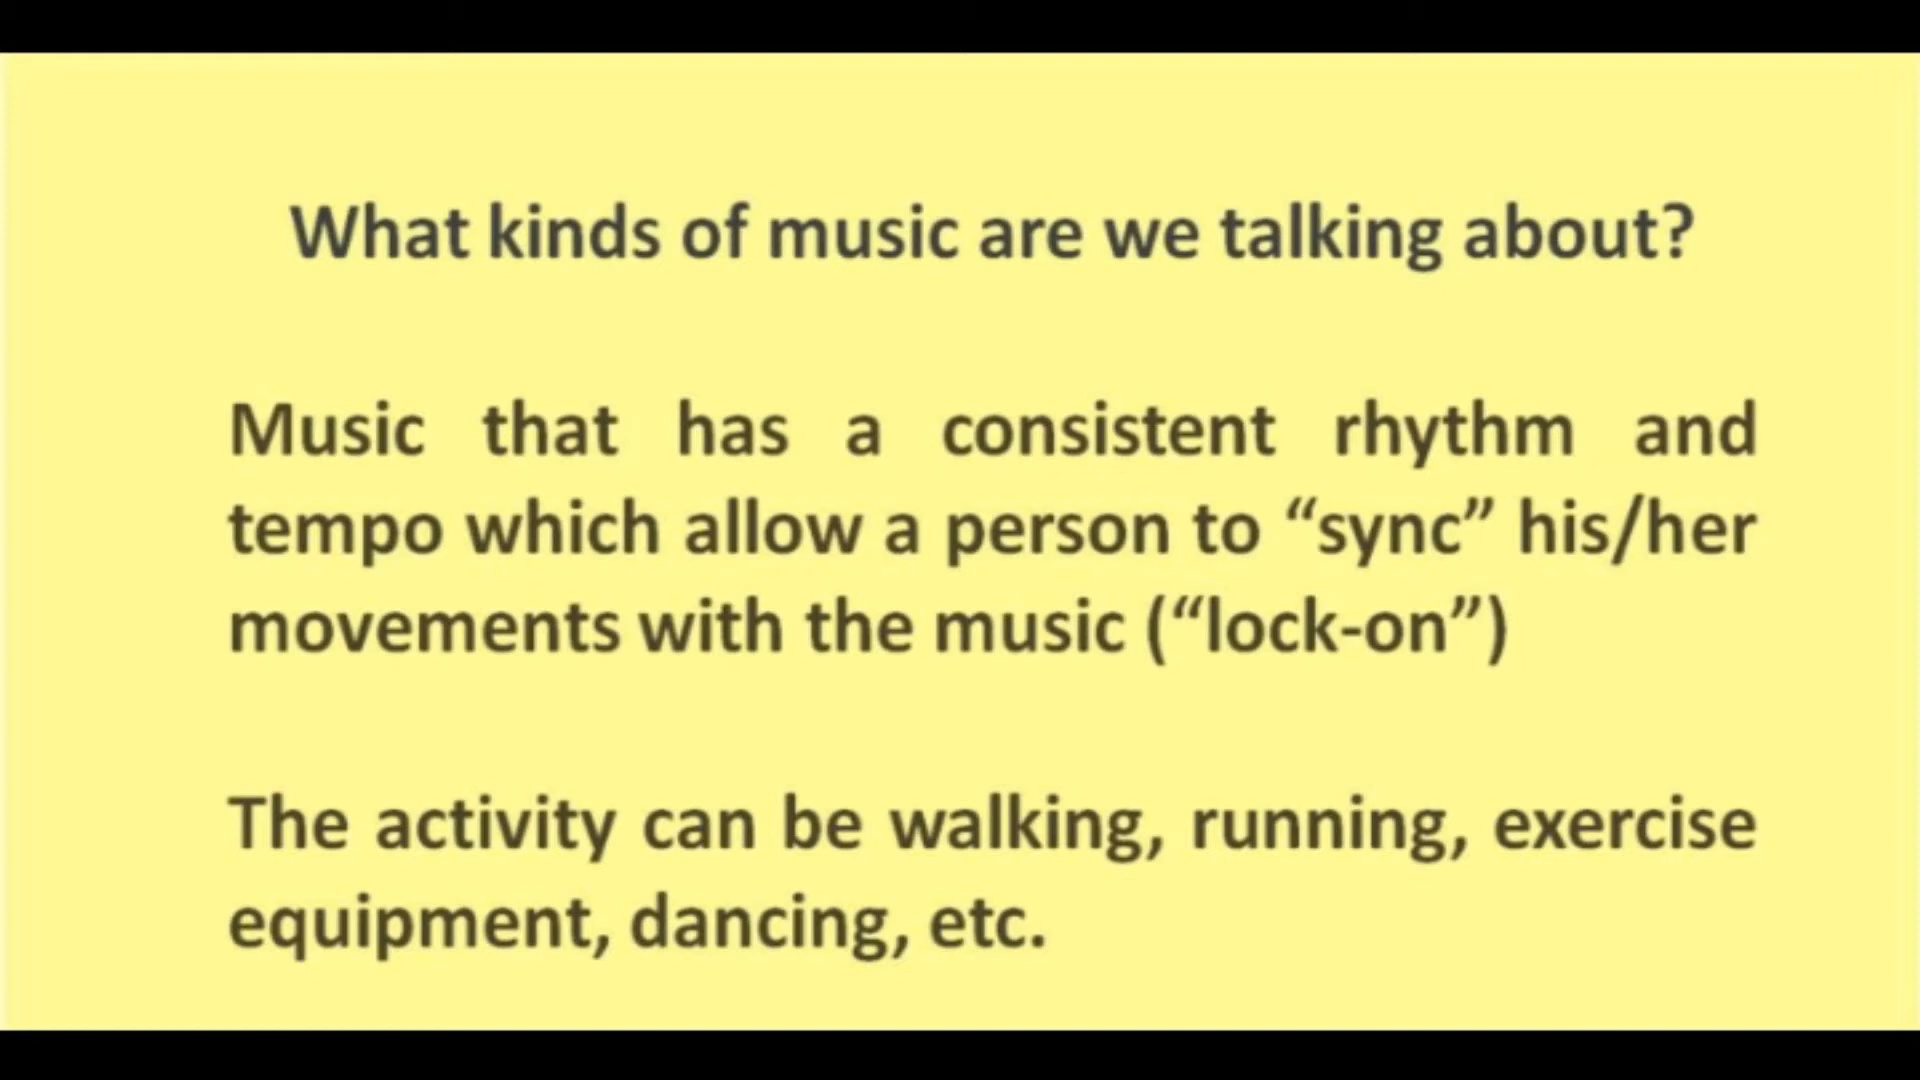 What kinds of music are we talking about?
Music that has a consistent rhythm and
tempo which allow a person to “sync” his/her
movements with the music (“lock-on”)
The activity can be walking, running, exercise
equipment, dancing, etc.